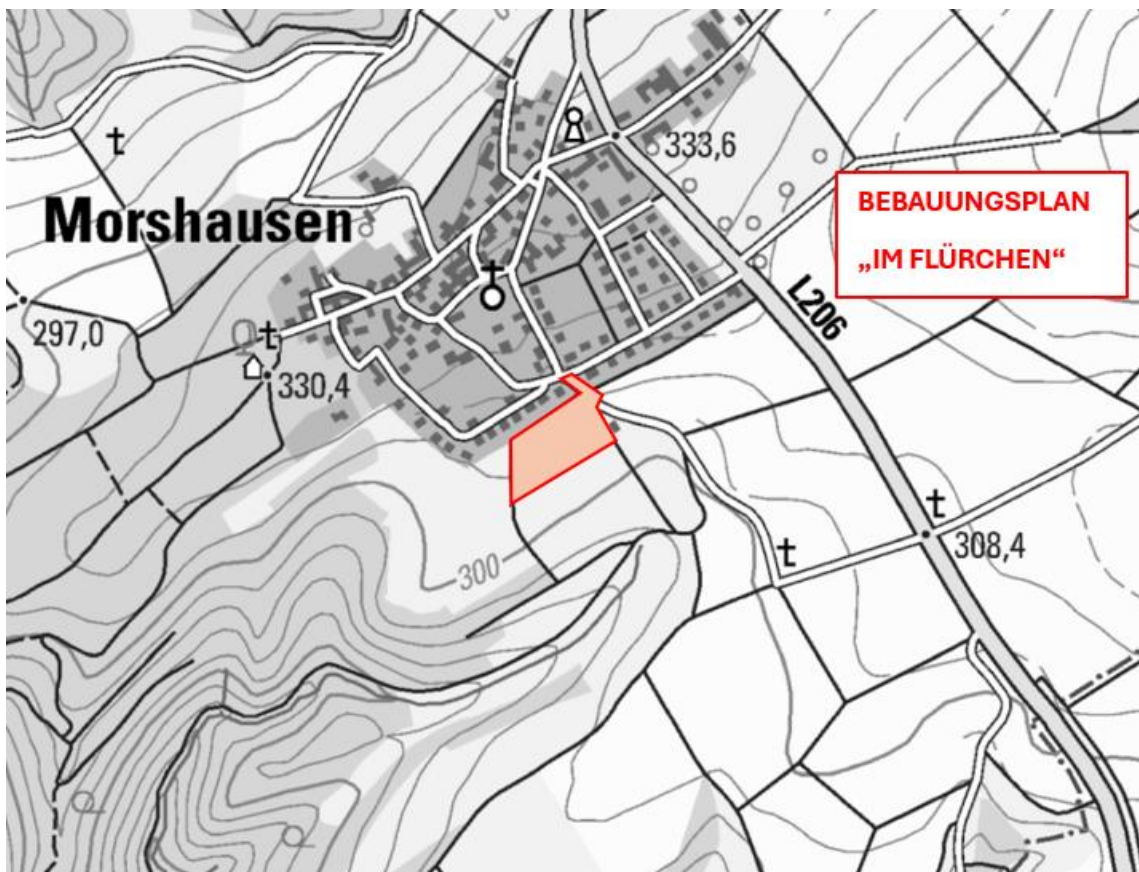 333,6
BEBAUUNGSPLAN
„IM FLÜRCHEN“
Morshausen
L206
297,0
330,4
308,4
300